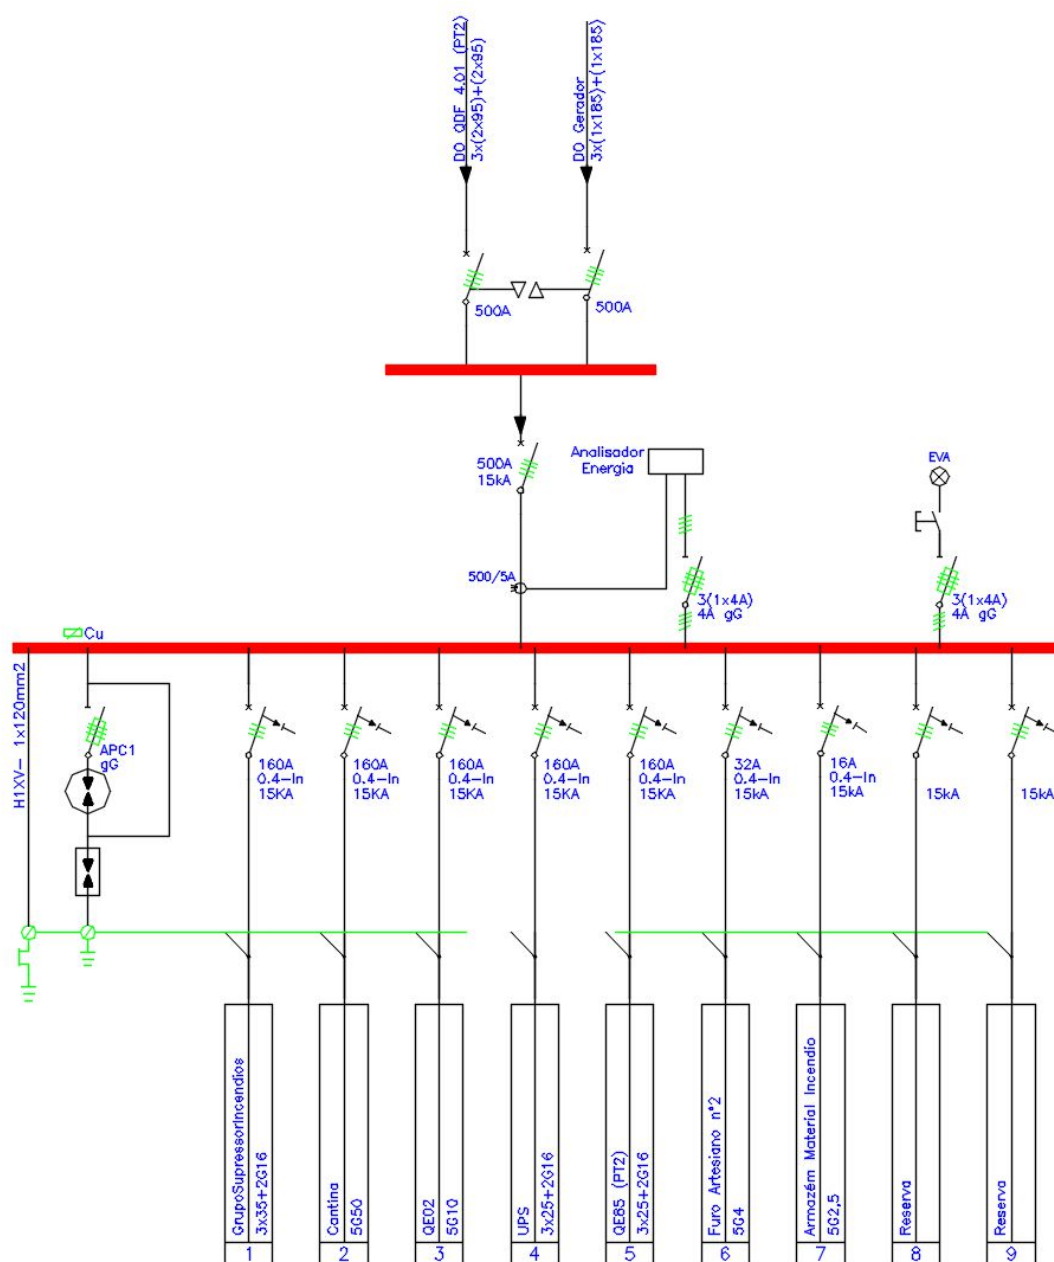 DO QDF 4.01 (PT2)
3x(2x95)+(2x95)
DO Gerador
3x(1x185)+(1x185)
500A
500A
500A
15kA
Analisador
Energia
EVA
500/5A
3(1x4A)
4A gG
3(1x4A)
4A gG
Cu
H1XV- 1x120mm2
APC1
gG
160A
0.4-In
15KA
160A
0.4-In
15KA
160A
0.4-In
15KA
160A
0.4-In
15KA
160A
0.4-In
15KA
32A
0.4-In
15kA
16A
0.4-In
15kA
15kA
15kA
GrupoSupressorIncendios
3x35+2G16
1
Cantina
5G50
2
QE02
5G10
3
UPS
3x25+2G16
4
QE85 (PT2)
3x25+2G16
5
Furo Artesiano nº2
5G4
6
Armazém Material Incendio
5G2,5
7
Reserva
8
Reserva
9